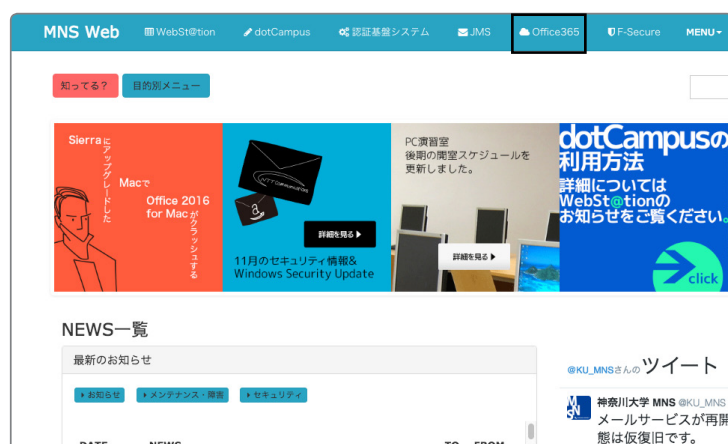 MNS Web WebSt@tion dotCampus 認証基盤システム JMS Office365 F-Secure MENU
知ってる? 目的別メニュー
Sierraにアップグレードした
Macで
Office 2016
for Macがクラッシュする
詳細を見る
11月のセキュリティ情報&
Windows Security Update
PC演習室
後期の開室スケジュールを
更新しました。
詳細を見る
dotCampusの
利用方法
詳細については
WebSt@tionの
お知らせをご覧ください。
click
NEWS一覧
最新のお知らせ
お知らせ メンテナンス・障害 セキュリティ
DATE NEWS TO FROM
@KU_MNSさんのツイート
神奈川大学 MNS @KU_MNS
メールサービスが再開
態は仮復旧です。